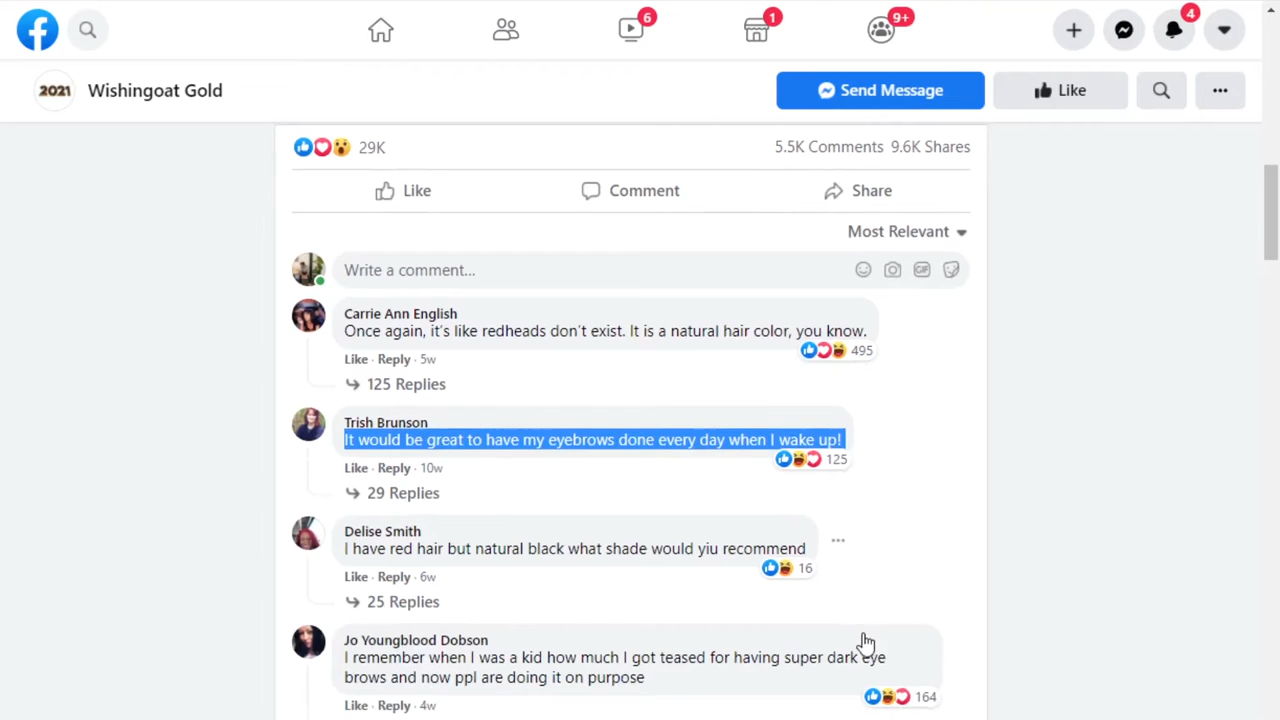 6
1
9+
4
2021
Wishingoat Gold
Send Message
Like
29K
5.5K Comments 9.6K Shares
Like
Comment
Share
Most Relevant
Write a comment...
GIF
Carrie Ann English
Once again, it's like redheads don't exist. It is a natural hair color, you know.
495
Like · Reply · 5w
125 Replies
Trish Brunson
It would be great to have my eyebrows done every day when I wake up!
125
Like · Reply · 10w
29 Replies
Delise Smith
I have red hair but natural black what shade would yiu recommend
16
Like · Reply · 6w
25 Replies
Jo Youngblood Dobson
I remember when I was a kid how much I got teased for having super dark eye
brows and now ppl are doing it on purpose
164
Like · Reply · 4w